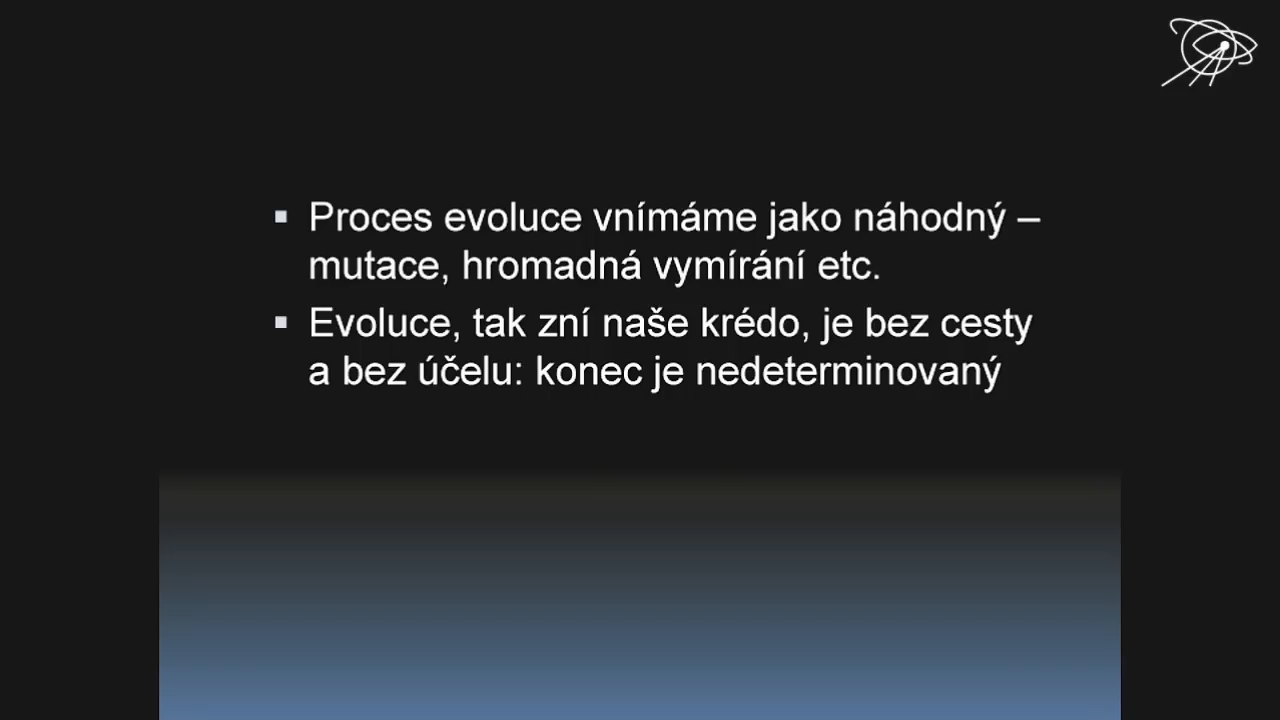 ▪ Proces evoluce vnímáme jako náhodný –
mutace, hromadná vymírání etc.
▪ Evoluce, tak zní naše krédo, je bez cesty
a bez účelu: konec je nedeterminovaný